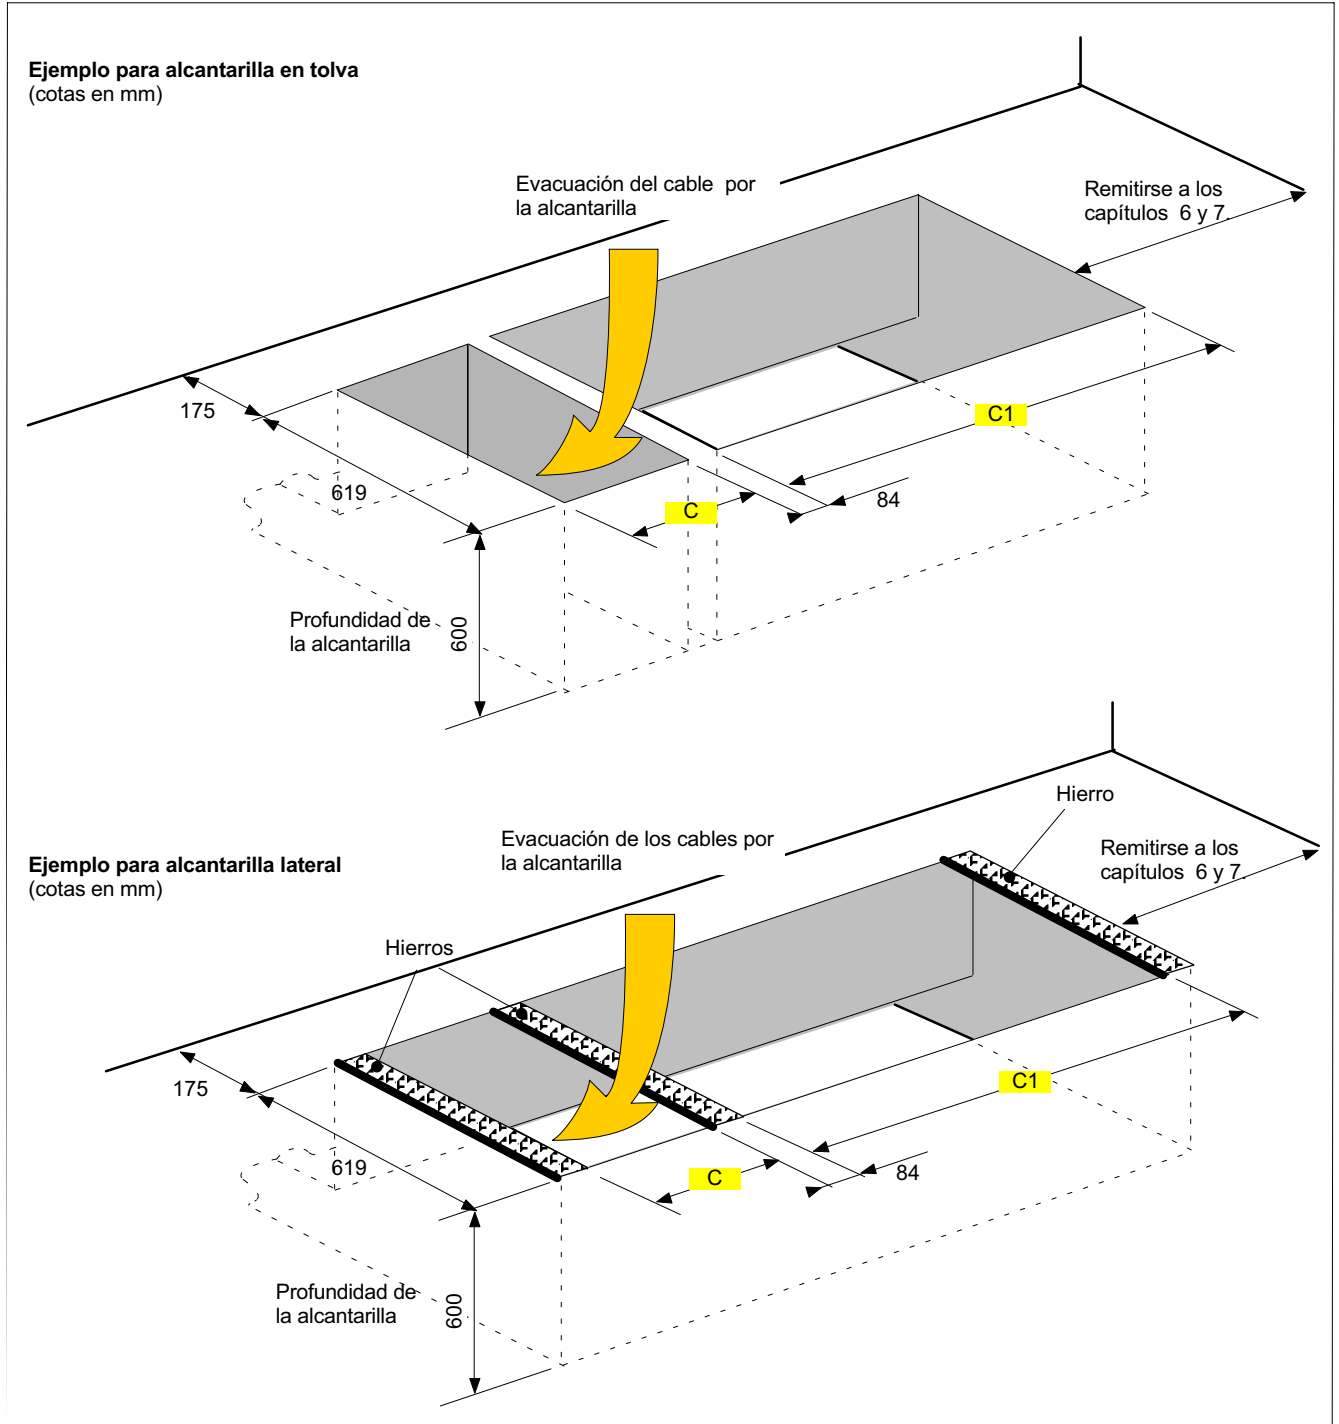 Ejemplo para alcantarilla en tolva
(cotas en mm)
Evacuación del cable por
la alcantarilla
Remitirse a los
capítulos 6 y 7.
175
C1
619
C
84
Profundidad de
la alcantarilla
600
Hierro
Evacuación de los cables por
la alcantarilla
Remitirse a los
capítulos 6 y 7.
Ejemplo para alcantarilla lateral
(cotas en mm)
Hierros
175
C1
619
C
84
Profundidad de
la alcantarilla
600